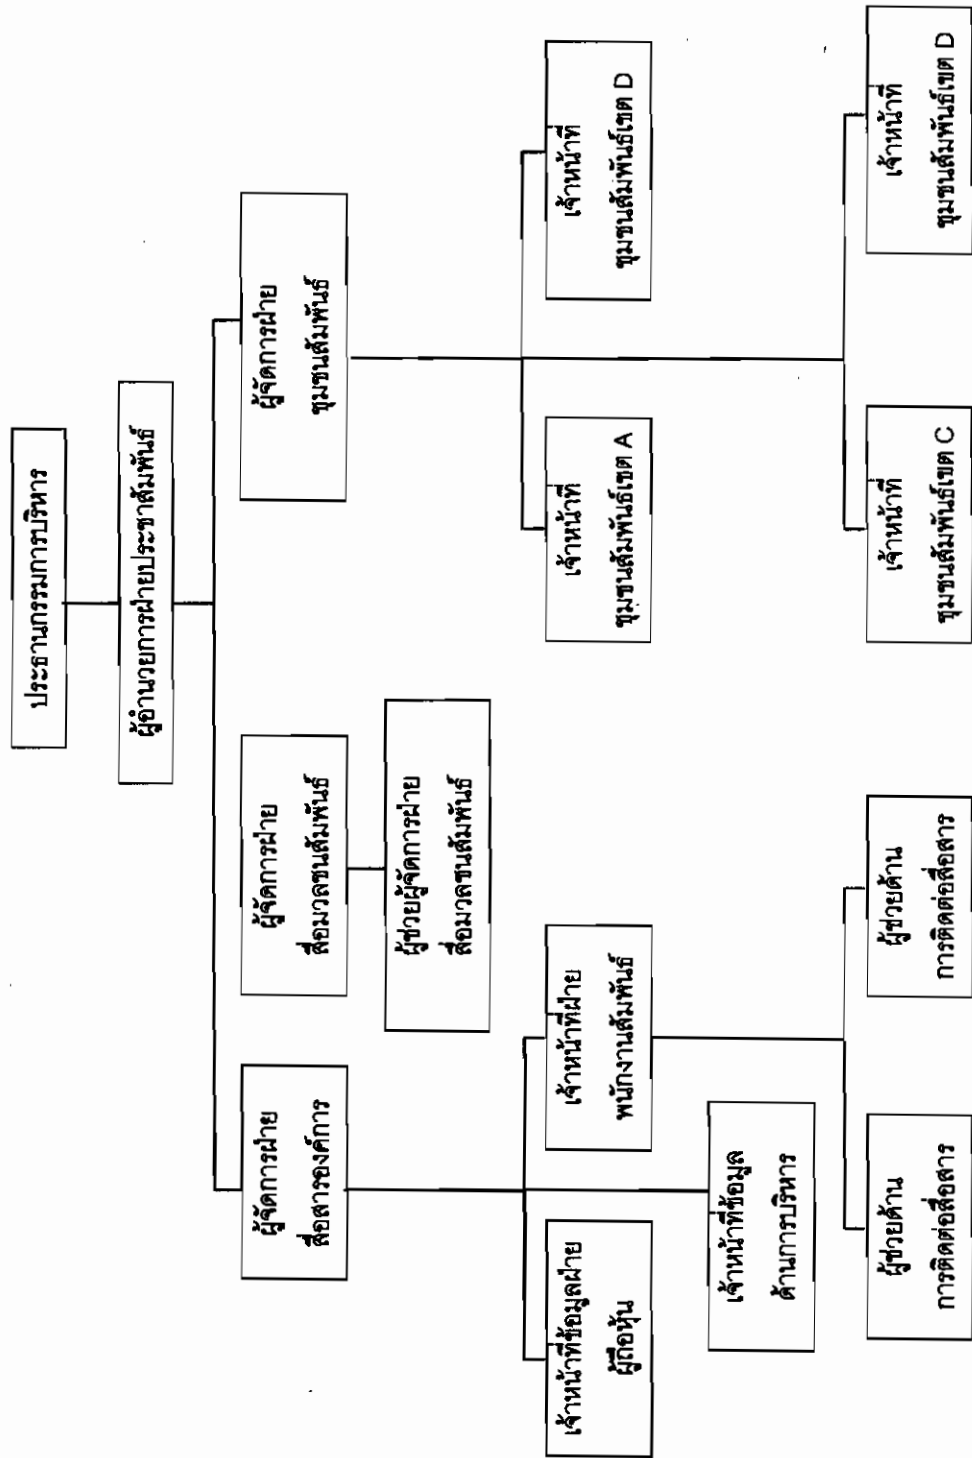 ประธานกรรมการบริหาร
ผู้อำนวยการฝ่ายประชาสัมพันธ์
ผู้จัดการฝ่าย
สื่อสารองค์การ
ผู้จัดการฝ่าย
สื่อมวลชนสัมพันธ์
ผู้จัดการฝ่าย
ชุมชนสัมพันธ์
ผู้ช่วยผู้จัดการฝ่าย
สื่อมวลชนสัมพันธ์
เจ้าหน้าที่ข้อมูลฝ่าย
ผู้ถือหุ้น
เจ้าหน้าที่ฝ่าย
พนักงานสัมพันธ์
เจ้าหน้าที่
ชุมชนสัมพันธ์เขต A
เจ้าหน้าที่
ชุมชนสัมพันธ์เขต D
เจ้าหน้าที่ข้อมูล
ด้านการบริหาร
ผู้ช่วยด้าน
การติดต่อสื่อสาร
ผู้ช่วยด้าน
การติดต่อสื่อสาร
เจ้าหน้าที่
ชุมชนสัมพันธ์เขต C
เจ้าหน้าที่
ชุมชนสัมพันธ์เขต D